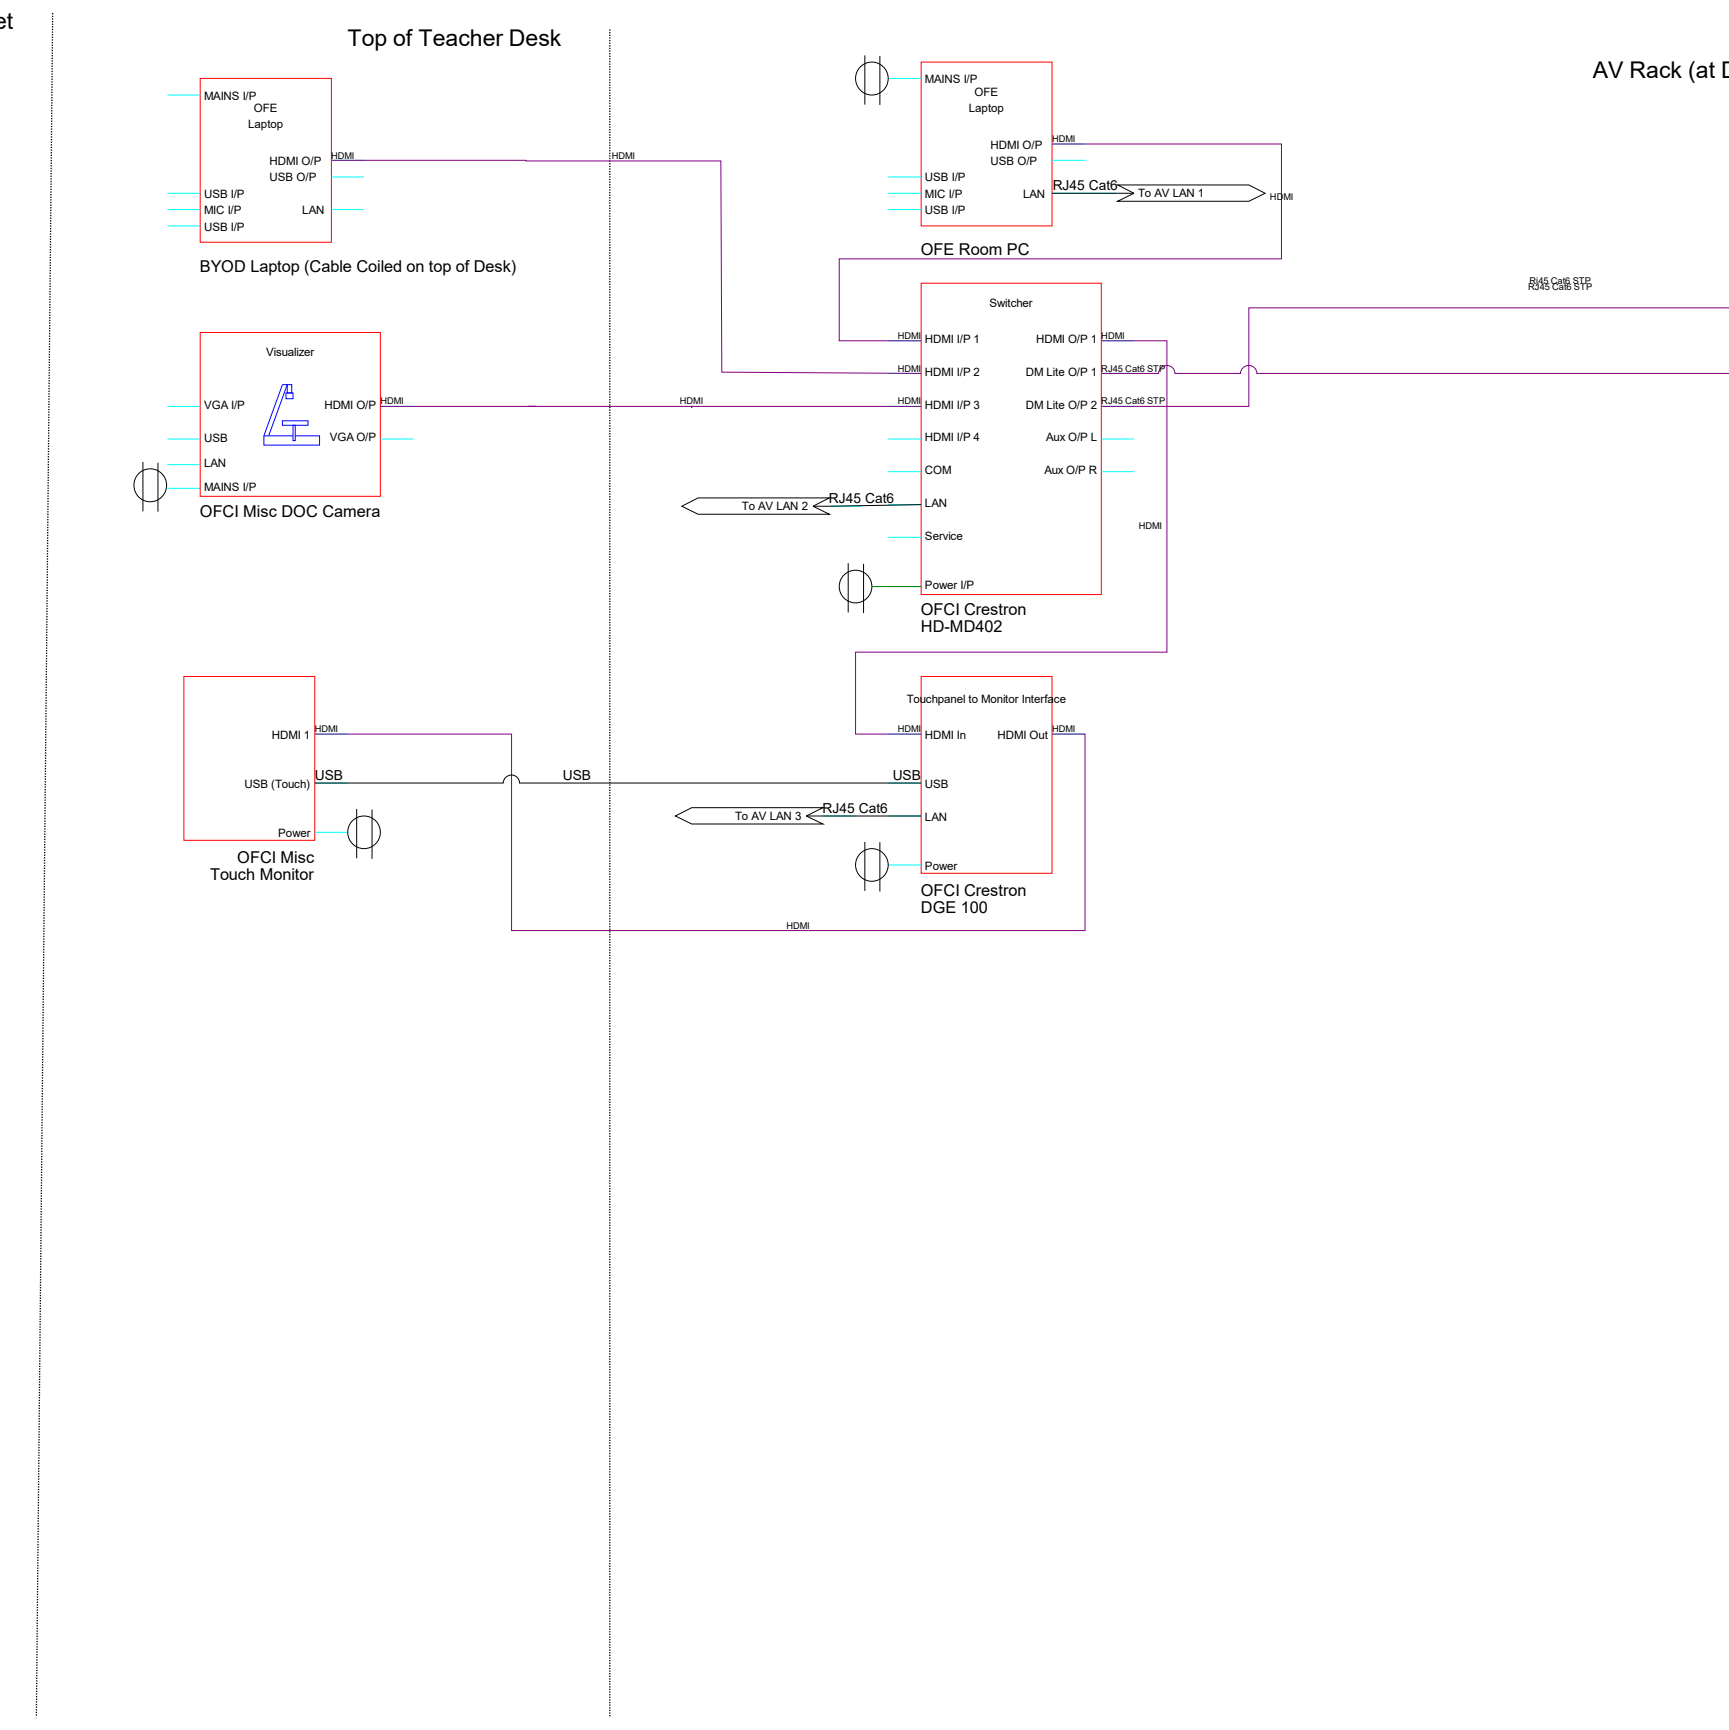 et
Top of Teacher Desk
AV Rack (at D
MAINS I/P
OFE
Laptop
HDMI O/P
HDMI
USB O/P
USB I/P
MIC I/P
LAN
USB I/P
BYOD Laptop (Cable Coiled on top of Desk)
HDMI
MAINS I/P
OFE
Laptop
HDMI O/P
HDMI
USB O/P
USB I/P
MIC I/P
LAN
RJ45 Cat6
To AV LAN 1
HDMI
USB I/P
OFE Room PC
Visualizer
VGA I/P
HDMI O/P
HDMI
USB
VGA O/P
LAN
MAINS I/P
OFCI Misc DOC Camera
HDMI
Switcher
HDMI
HDMI I/P 1
HDMI O/P 1
HDMI
HDMI
HDMI I/P 2
DM Lite O/P 1
RJ45 Cat6 STP
HDMI
HDMI I/P 3
DM Lite O/P 2
RJ45 Cat6 STP
HDMI I/P 4
Aux O/P L
COM
Aux O/P R
To AV LAN 2
RJ45 Cat6
LAN
Service
HDMI
Power I/P
OFCI Crestron
HD-MD402
Rj45 Cat6 STP
RJ45 Cat6 STP
HDMI 1
HDMI
USB (Touch)
USB
USB
Power
OFCI Misc
Touch Monitor
Touchpanel to Monitor Interface
HDMI
HDMI In
HDMI Out
HDMI
USB
USB
To AV LAN 3
RJ45 Cat6
LAN
Power
OFCI Crestron
DGE 100
HDMI